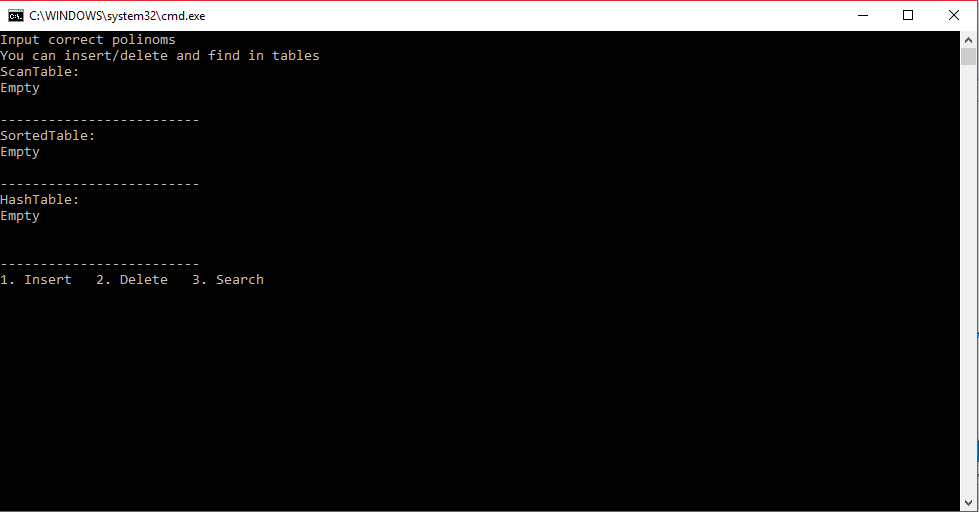 C:\WINDOWS\system32\cmd.exe
Input correct polinoms
You can insert/delete and find in tables
ScanTable:
Empty
-------------------------
SortedTable:
Empty
-------------------------
HashTable:
Empty
-------------------------
1. Insert   2. Delete   3. Search